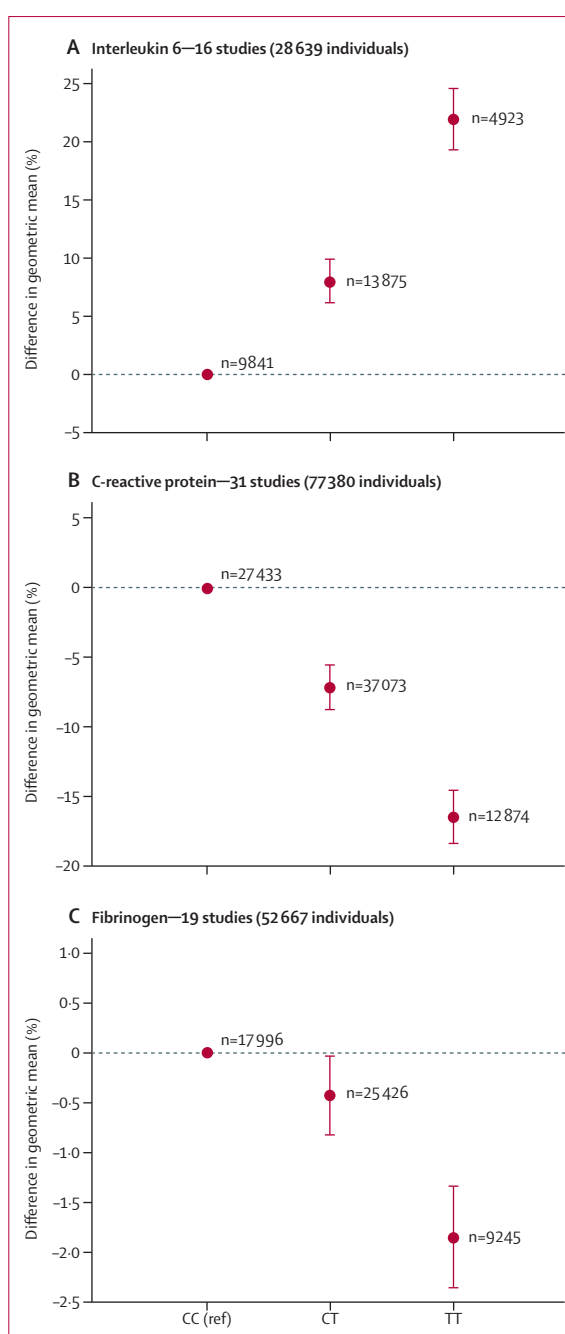 A Interleukin 6—16 studies (28 639 individuals)
25
20
15
10
5
0
–5
Difference in geometric mean (%)
n=9841
n=13 875
n=4923
B C-reactive protein—31 studies (77 380 individuals)
5
0
–5
–10
–15
–20
Difference in geometric mean (%)
n=27 433
n=37 073
n=12 874
C Fibrinogen—19 studies (52 667 individuals)
1·0
0·5
0
–0·5
–1·0
–1·5
–2·0
–2·5
Difference in geometric mean (%)
n=17 996
n=25 426
n=9245
CC (ref) CT TT